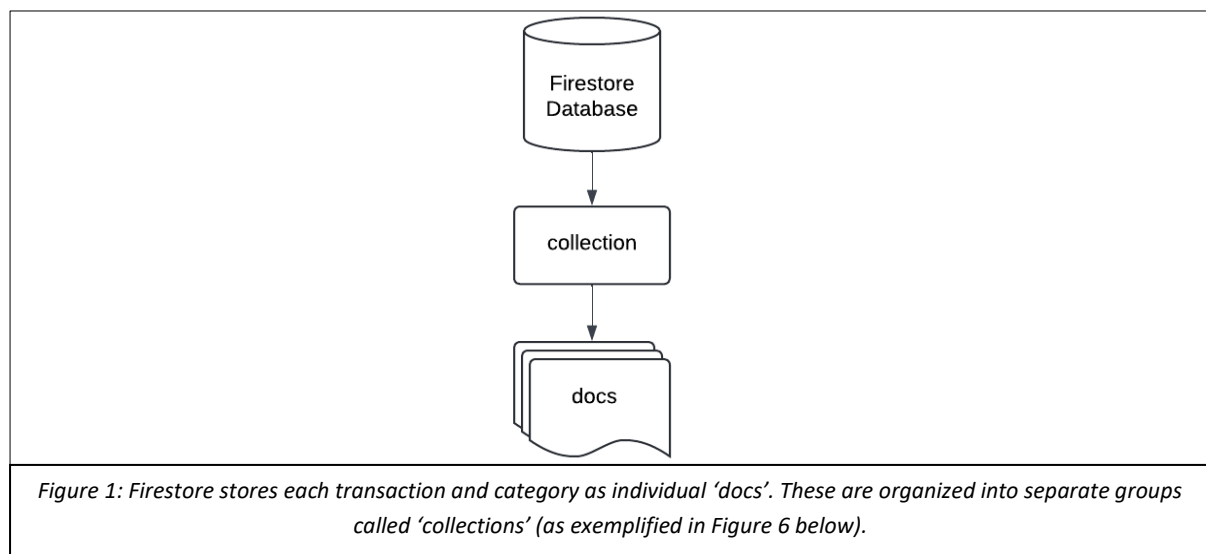 Firestore
Database
collection
docs
Figure 1: Firestore stores each transaction and category as individual ‘docs’. These are organized into separate groups
called ‘collections’ (as exemplified in Figure 6 below).